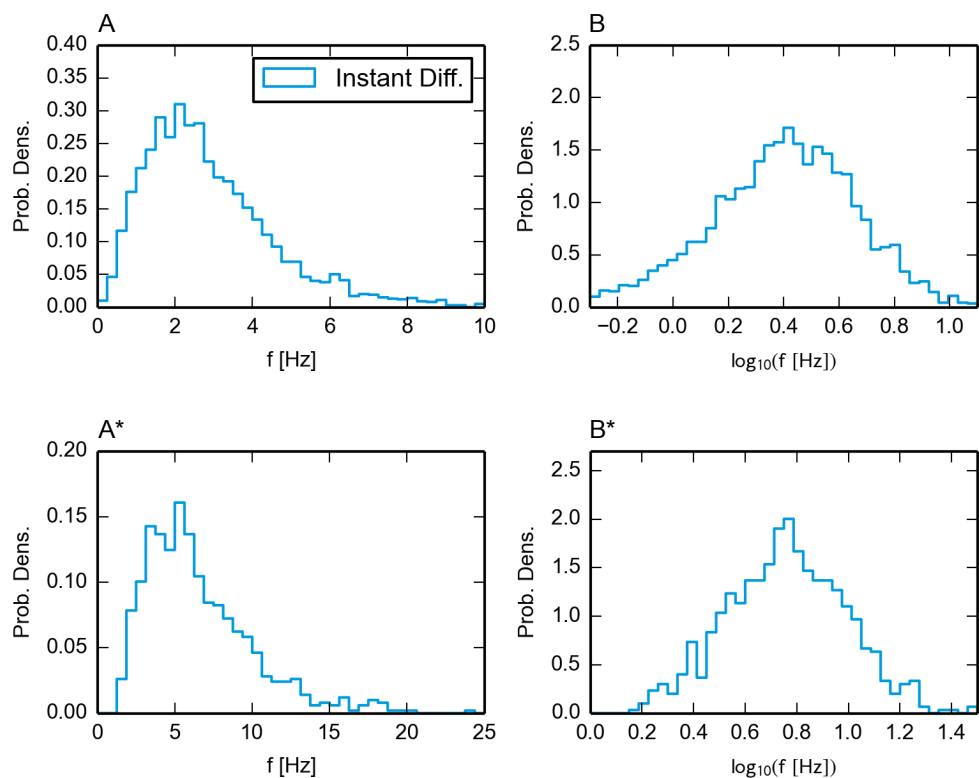 A
0.40
0.35
0.30
0.25
0.20
0.15
0.10
0.05
0.00
Prob. Dens.
Instant Diff.
0 2 4 6 8 10
f [Hz]
B
2.5
2.0
1.5
1.0
0.5
0.0
Prob. Dens.
−0.2 0.0 0.2 0.4 0.6 0.8 1.0
log₁₀(f [Hz])
A*
0.20
0.15
0.10
0.05
0.00
Prob. Dens.
0 5 10 15 20 25
f [Hz]
B*
2.5
2.0
1.5
1.0
0.5
0.0
Prob. Dens.
0.0 0.2 0.4 0.6 0.8 1.0 1.2 1.4
log₁₀(f [Hz])